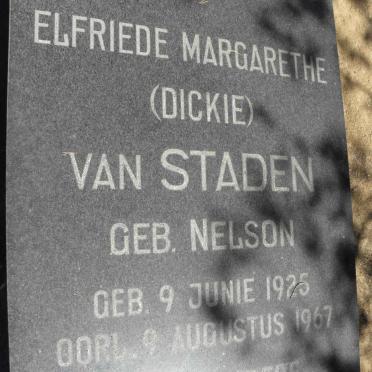 ELFRIEDE MARGARETHE
(DICKIE)
VAN STADEN
GEB. NELSON
GEB. 9 JUNIE 1925
OORL. 9 AUGUSTUS 1967